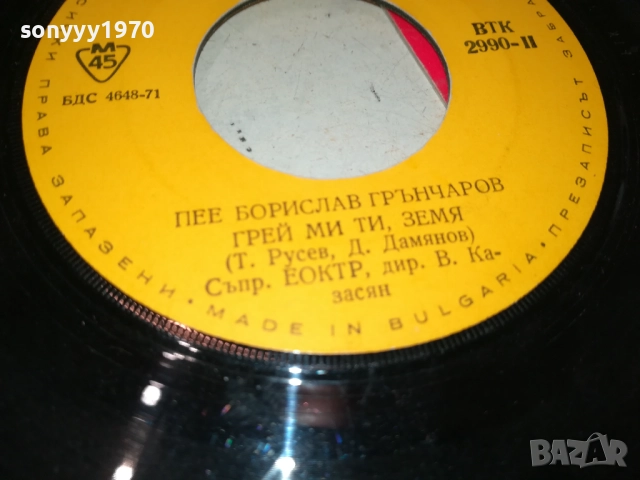 sonyyy1970
М
45
ВТК
2990-II
БДС 4648-71
ПЕЕ БОРИСЛАВ ГРЪНЧАРОВ
ГРЕЙ МИ ТИ, ЗЕМЯ
(Т. Русев, Д. Дамянов)
Съпр. ЕОКТР, дир. В. Ка-
засян
ПРАВА ЗАПАЗЕНИ • MADE IN BULGARIA • ПРЕЗАПИСЪТ
BAZAR